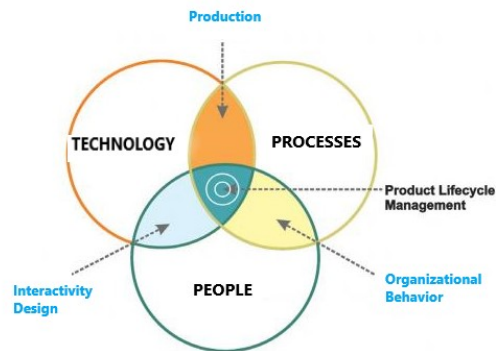 Production
TECHNOLOGY
PROCESSES
Product Lifecycle
Management
Interactivity
Design
PEOPLE
Organizational
Behavior